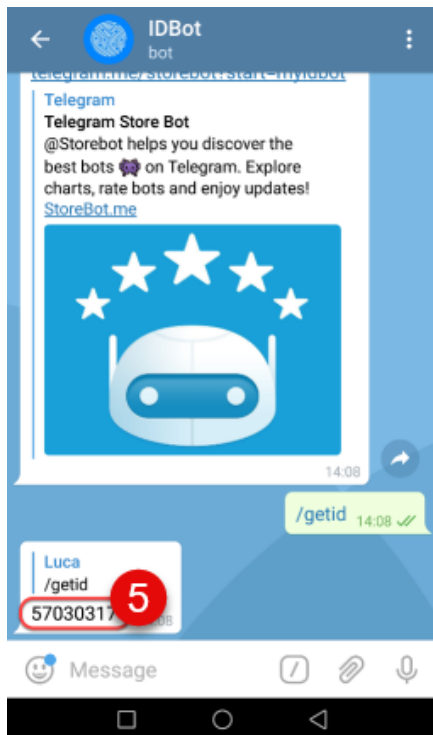 IDBot
bot
telegram.me/storebot?start=myidbot
Telegram
Telegram Store Bot
@Storebot helps you discover the
best bots 👾 on Telegram. Explore
charts, rate bots and enjoy updates!
StoreBot.me
14:08
/getid 14:08
Luca
/getid
57030317
5
Message